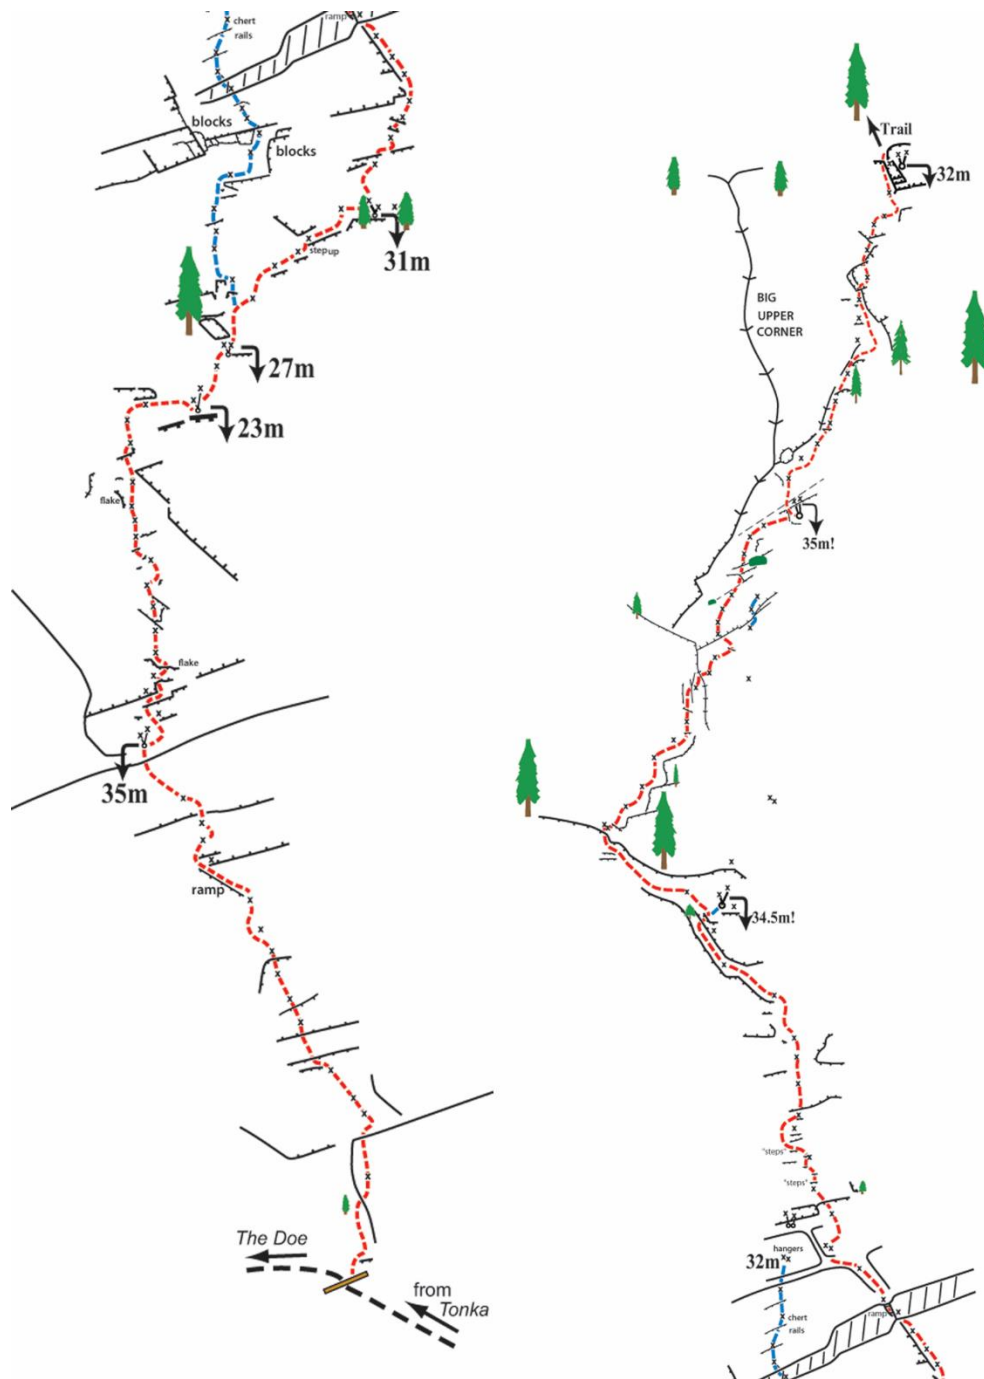 ramp
chert
rails
blocks
blocks
step up
31m
27m
23m
flake
flake
35m
ramp
The Doe
from
Tonka
Trail
32m
BIG
UPPER
CORNER
35m!
34.5m!
"steps"
"steps"
hangers
32m
ramp
chert
rails